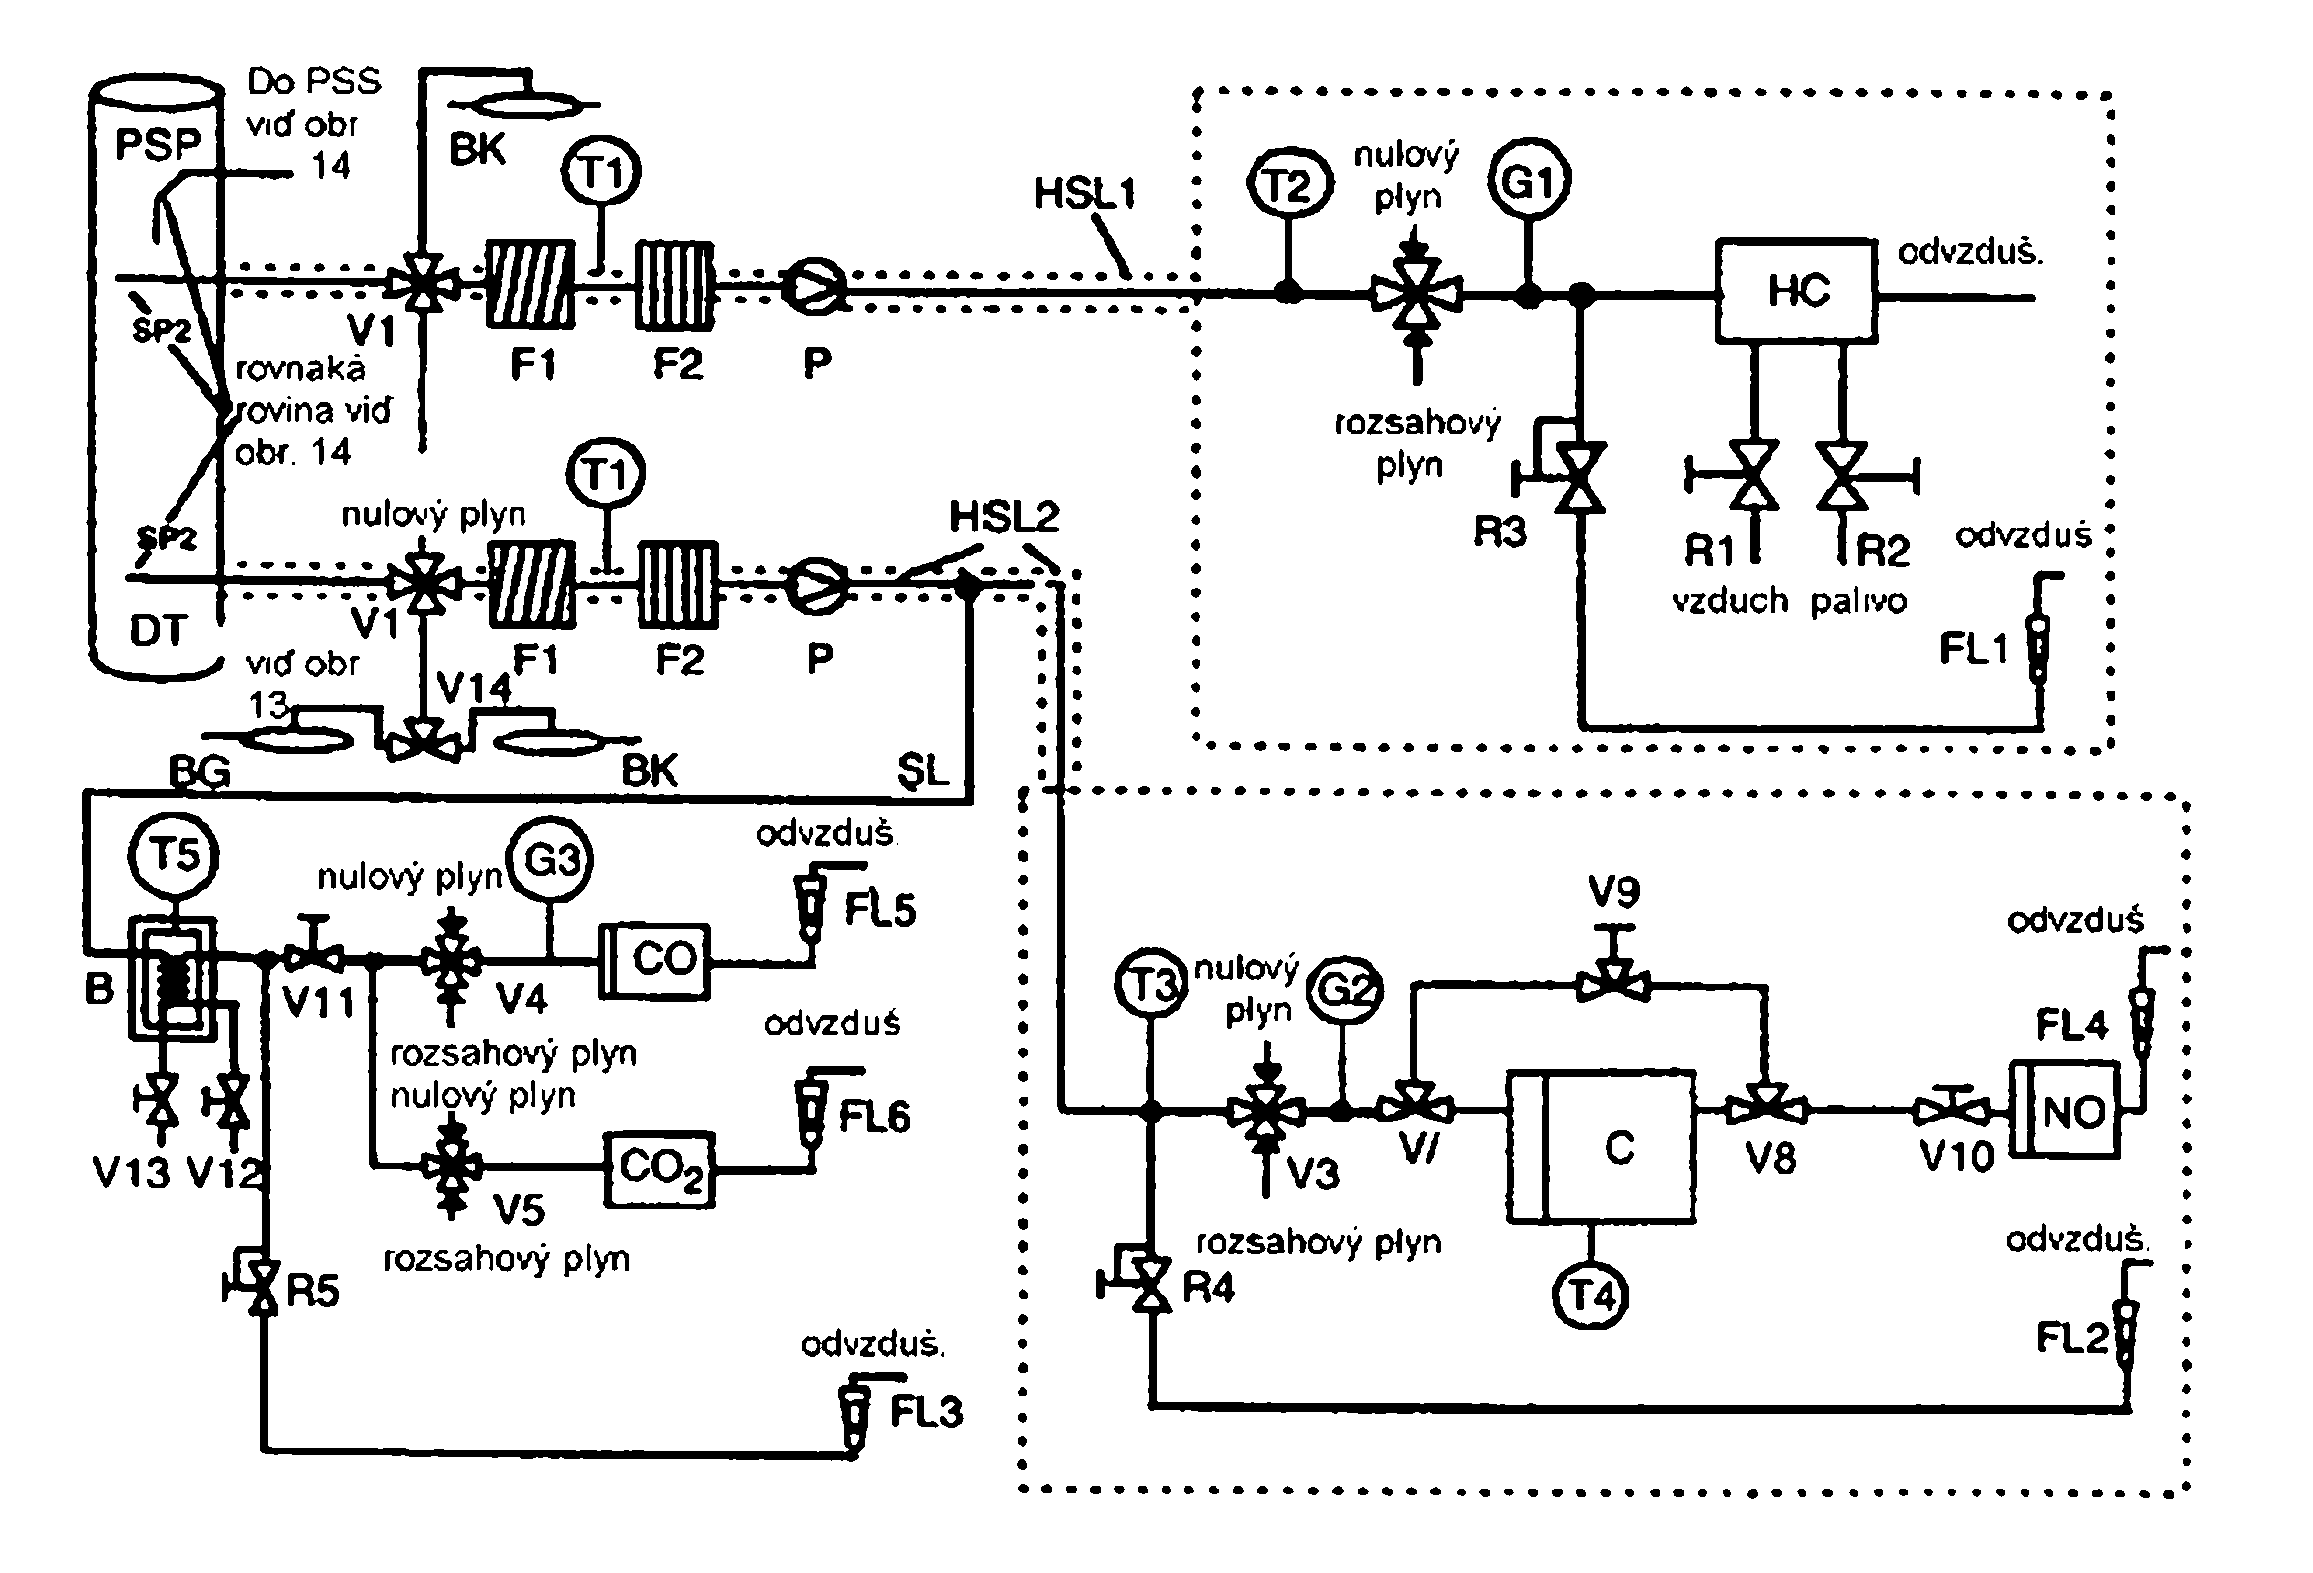 Do PSS
viď obr
14
PSP
BK
T1
HSL1
T2
nulový
plyn
G1
HC
odvzduš.
SP2
V1
F1
F2
P
rovnaká
rovina viď
obr. 14
rozsahový
plyn
R3
R1
R2
vzduch palivo
odvzduš
FL1
T1
HSL2
nulový plyn
SP2
DT
V1
F1
F2
P
viď obr
13
V14
BG
BK
SL
T5
nulový plyn
G3
odvzduš.
FL5
CO
B
V11
V4
rozsahový plyn
nulový plyn
odvzduš
FL6
CO2
V13
V12
V5
rozsahový plyn
R5
odvzduš.
FL3
V9
odvzduš
T3
nulový
plyn
G2
FL4
NO
C
V/
V8
V10
V3
rozsahový plyn
R4
T4
odvzduš.
FL2